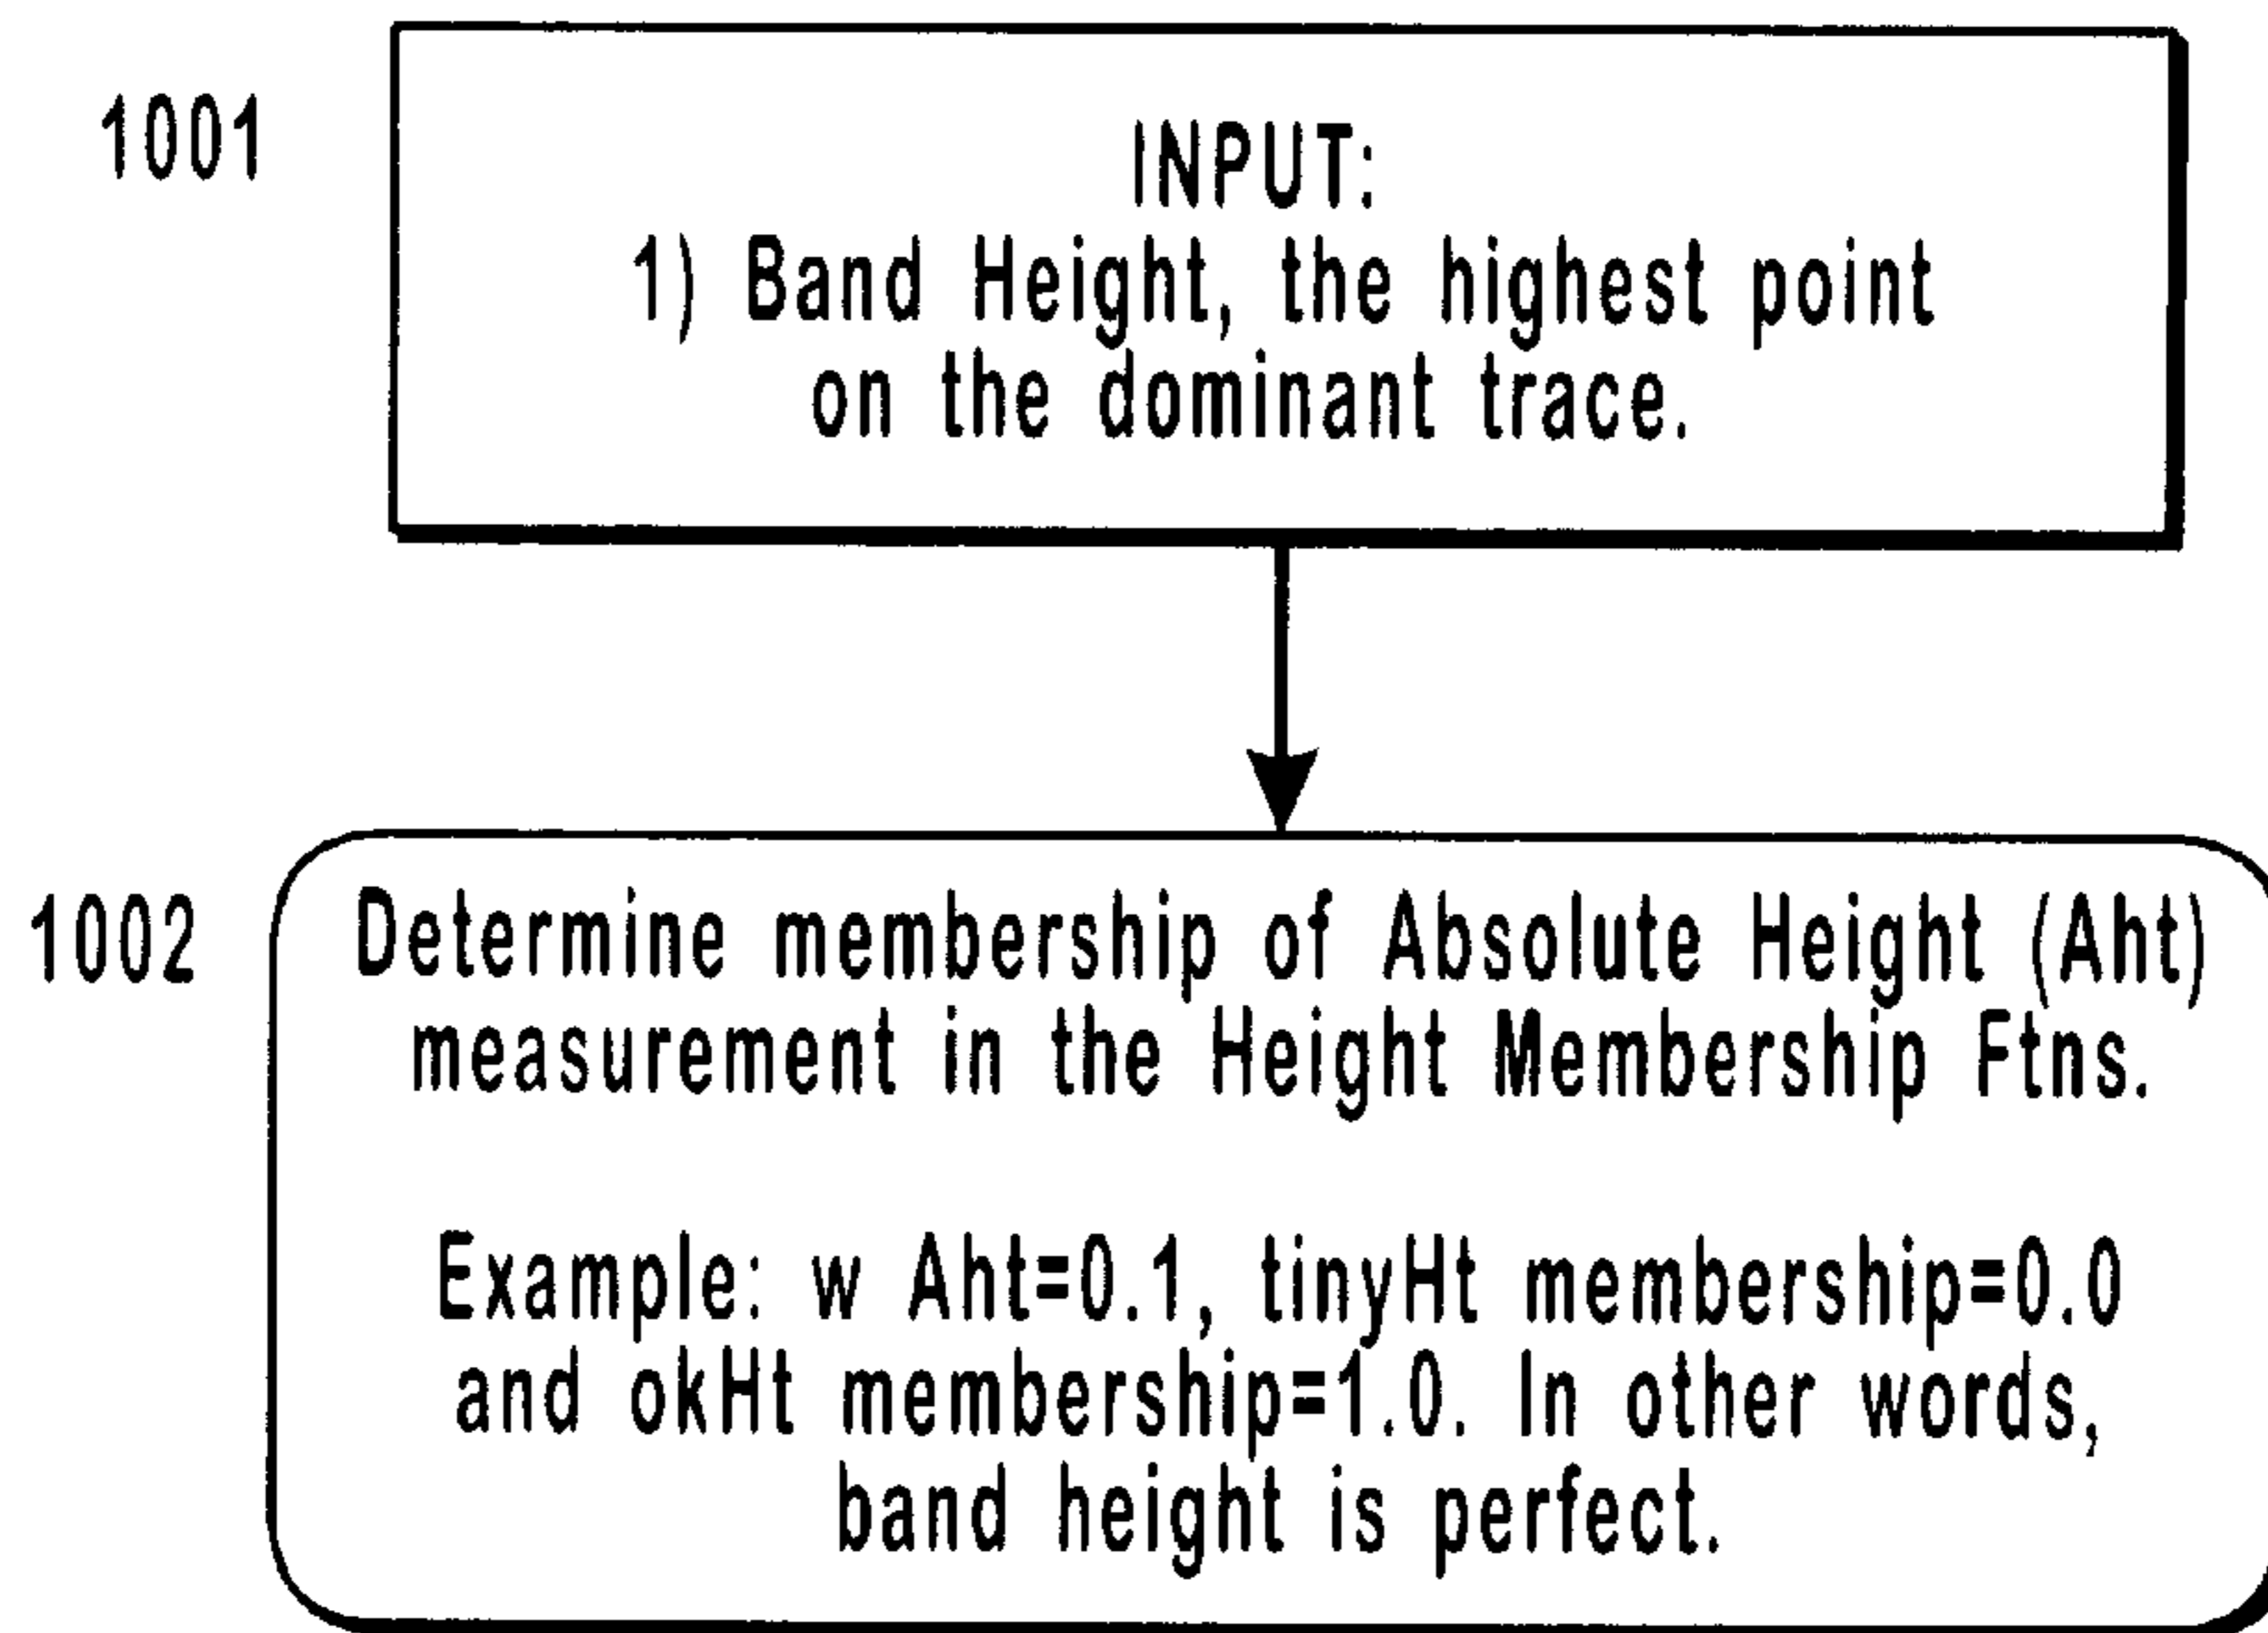 1001
INPUT:
1) Band Height, the highest point
on the dominant trace.
1002
Determine membership of Absolute Height (Aht)
measurement in the Height Membership Ftns.
Example: w Aht=0.1, tinyHt membership=0.0
and okHt membership=1.0. In other words,
band height is perfect.